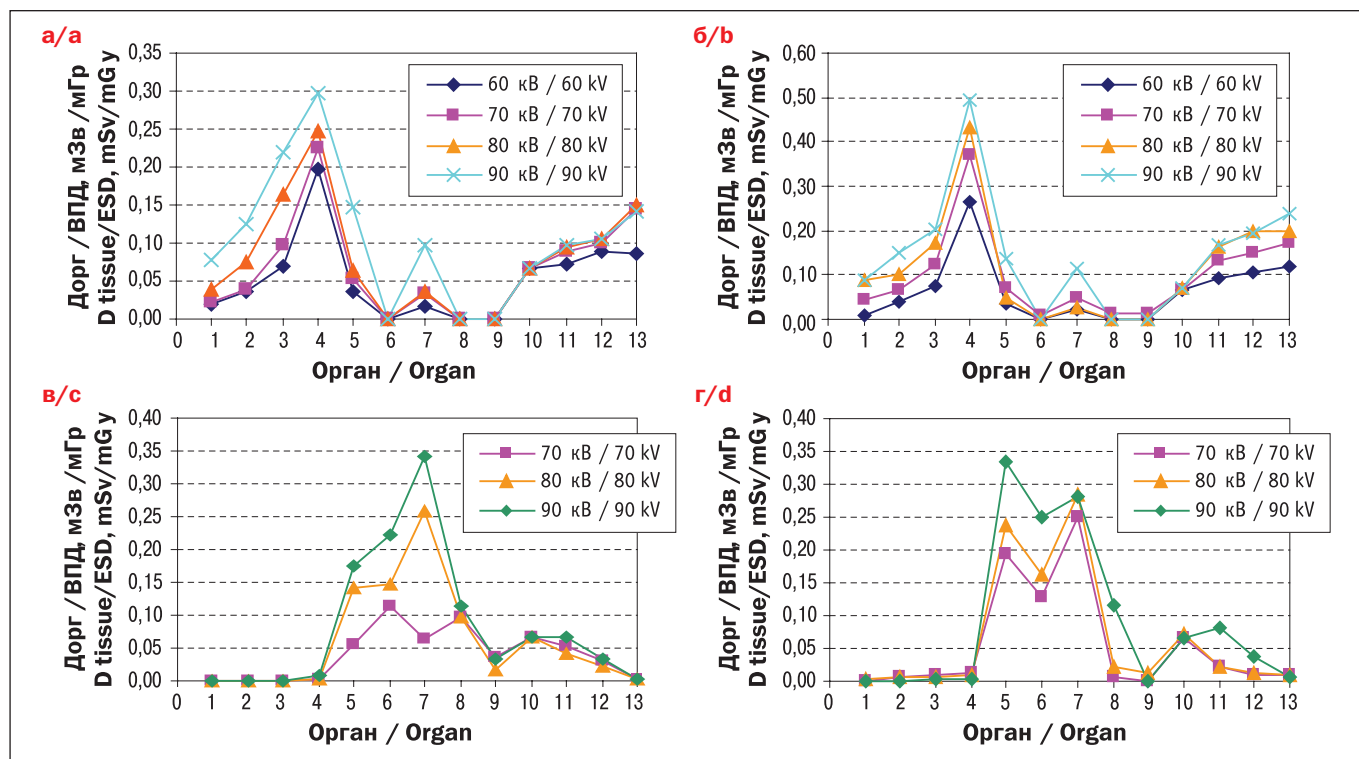 а/a
Дорг / ВПД, мЗв /мГр
D tissue/ESD, mSv/mG y
0,35
0,30
0,25
0,20
0,15
0,10
0,05
0,00
60 кВ / 60 kV
70 кВ / 70 kV
80 кВ / 80 kV
90 кВ / 90 kV
0 1 2 3 4 5 6 7 8 9 10 11 12 13
Орган / Organ
б/b
Дорг / ВПД, мЗв /мГр
D tissue/ESD, mSv/mG y
0,60
0,50
0,40
0,30
0,20
0,10
0,00
60 кВ / 60 kV
70 кВ / 70 kV
80 кВ / 80 kV
90 кВ / 90 kV
0 1 2 3 4 5 6 7 8 9 10 11 12 13
Орган / Organ
в/c
Дорг / ВПД, мЗв /мГр
D tissue/ESD, mSv/mG y
0,40
0,35
0,30
0,25
0,20
0,15
0,10
0,05
0,00
70 кВ / 70 kV
80 кВ / 80 kV
90 кВ / 90 kV
0 1 2 3 4 5 6 7 8 9 10 11 12 13
Орган / Organ
г/d
Дорг / ВПД, мЗв /мГр
D tissue/ESD, mSv/mG y
0,40
0,35
0,30
0,25
0,20
0,15
0,10
0,05
0,00
70 кВ / 70 kV
80 кВ / 80 kV
90 кВ / 90 kV
0 1 2 3 4 5 6 7 8 9 10 11 12 13
Орган / Organ